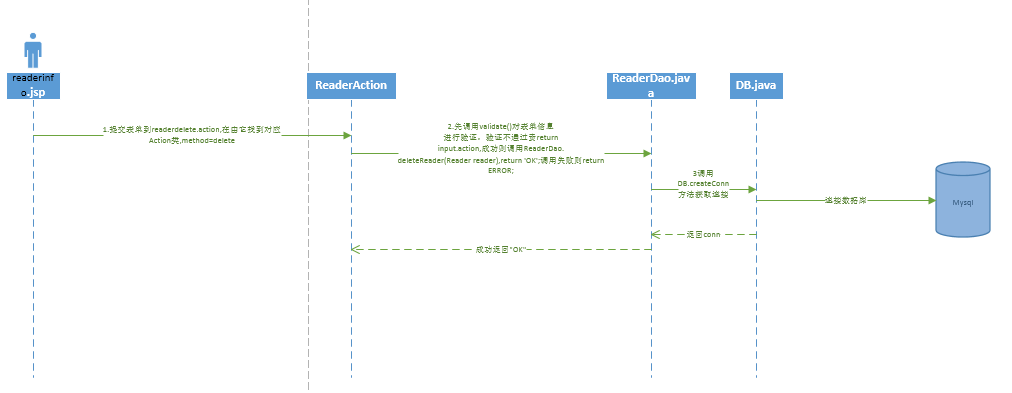 readerinf
o.jsp
ReaderAction
ReaderDao.jav
a
DB.java
1.提交表单到readerdelete.action,在由它找到对应
Action类,method=delete
2.先调用validate()对表单信息
进行验证，验证不通过责return
input.action,成功则调用ReaderDao.
deleteReader(Reader reader),return 'OK';调用失败则return
ERROR;
3调用
DB.createConn
方法获取连接
连接数据库
Mysql
返回conn
成功返回"OK"